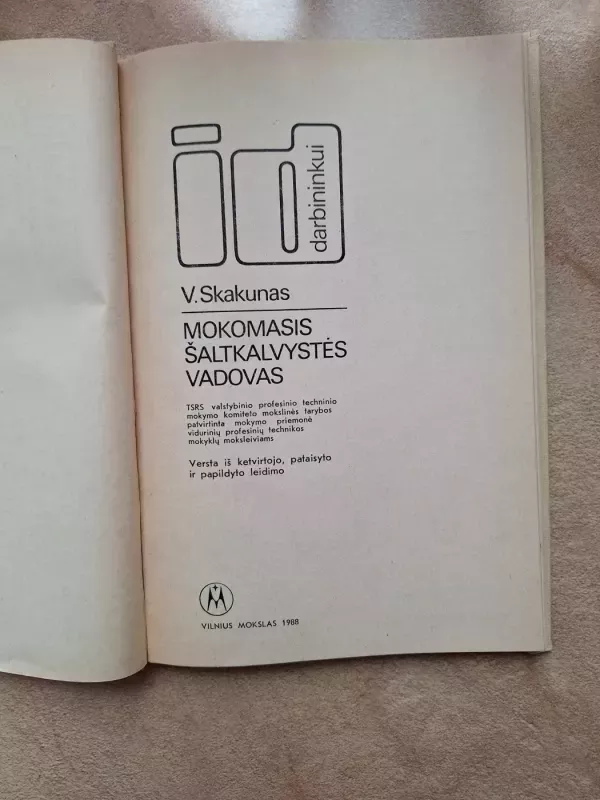 id
darbininkui
V. Skakunas
MOKOMASIS
ŠALTKALVYSTĖS
VADOVAS
TSRS valstybinio profesinio techninio
mokymo komiteto mokslinės tarybos
patvirtinta mokymo priemonė
vidurinių profesinių technikos
mokyklų moksleiviams
Versta iš ketvirtojo, pataisyto
ir papildyto leidimo
M
VILNIUS MOKSLAS 1988